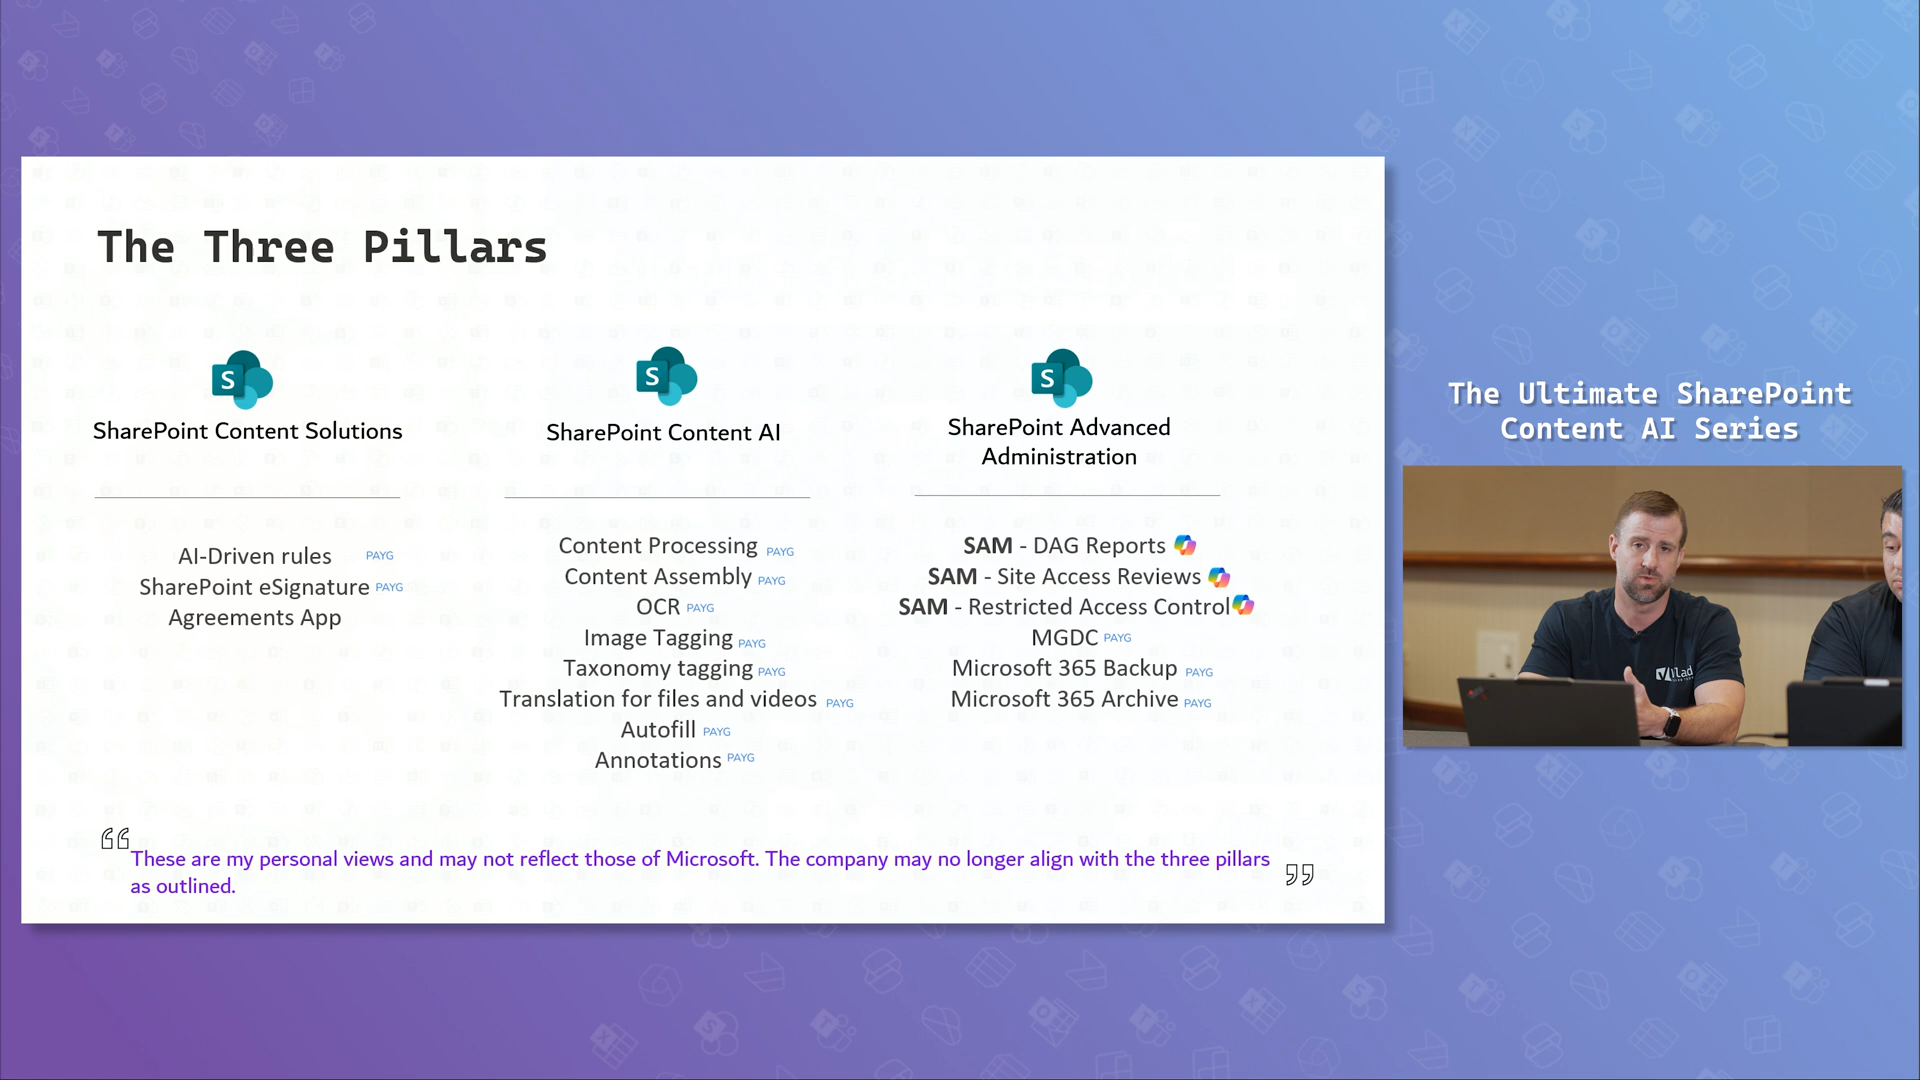 The Three Pillars
S
SharePoint Content Solutions
AI-Driven rules PAYG
SharePoint eSignature PAYG
Agreements App
S
SharePoint Content AI
Content Processing PAYG
Content Assembly PAYG
OCR PAYG
Image Tagging PAYG
Taxonomy tagging PAYG
Translation for files and videos PAYG
Autofill PAYG
Annotations PAYG
S
SharePoint Advanced
Administration
SAM - DAG Reports
SAM - Site Access Reviews
SAM - Restricted Access Control
MGDC PAYG
Microsoft 365 Backup PAYG
Microsoft 365 Archive PAYG
“These are my personal views and may not reflect those of Microsoft. The company may no longer align with the three pillars
as outlined.”
The Ultimate SharePoint
Content AI Series